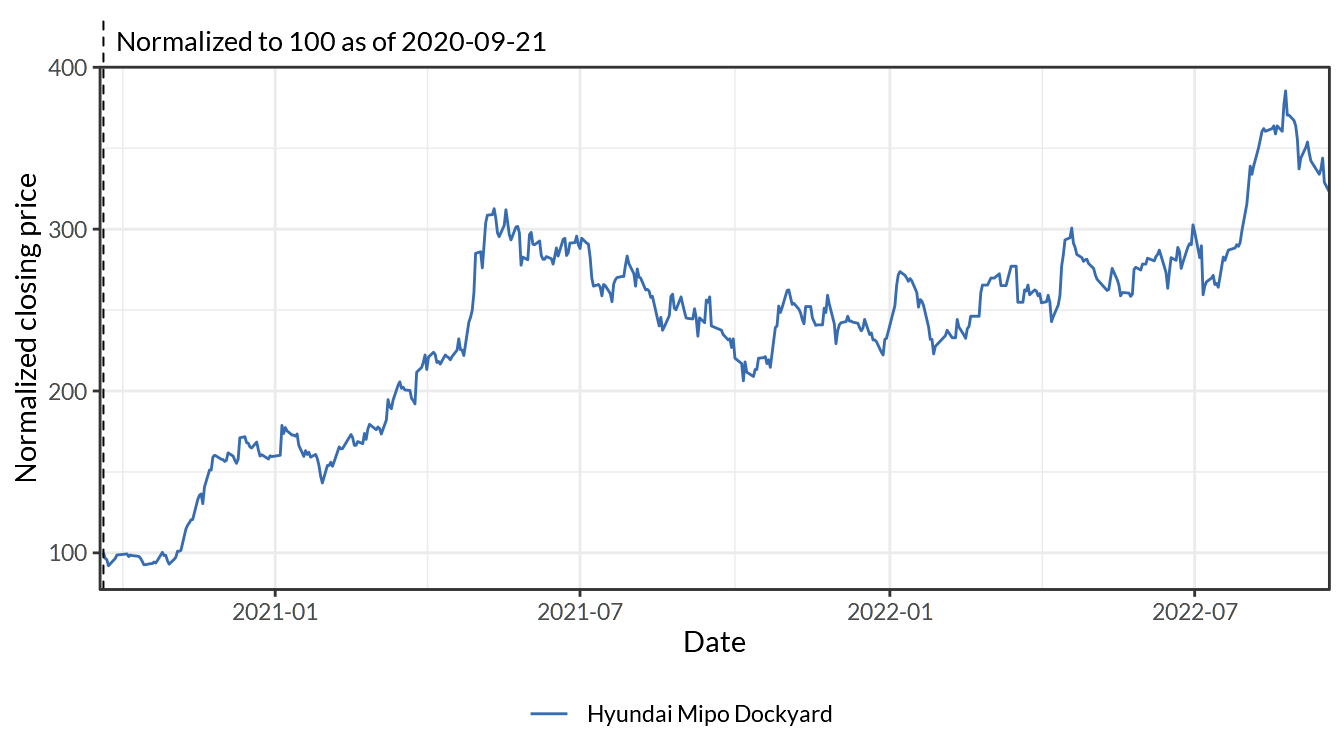 Normalized to 100 as of 2020-09-21
400
300
200
100
Normalized closing price
2021-01
2021-07
2022-01
2022-07
Date
Hyundai Mipo Dockyard